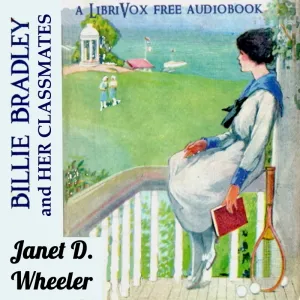 A LIBRIVOX FREE AUDIOBOOK
BILLIE BRADLEY
and HER CLASSMATES
Janet D.
Wheeler